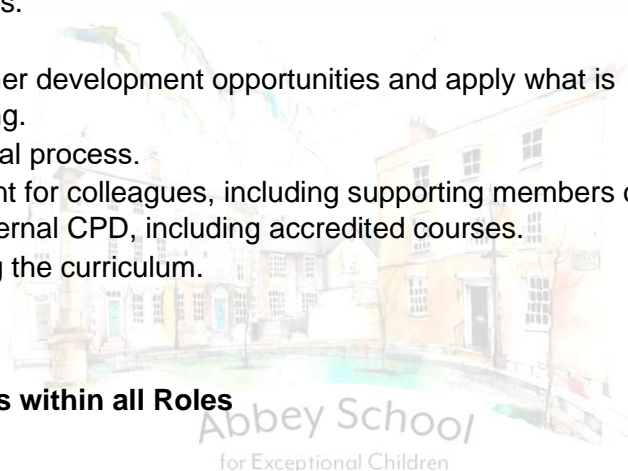 s.
er development opportunities and apply what is
g.
al process.
nt for colleagues, including supporting members
ernal CPD, including accredited courses.
g the curriculum.
s within all Roles
Abbey School
for Exceptional Children